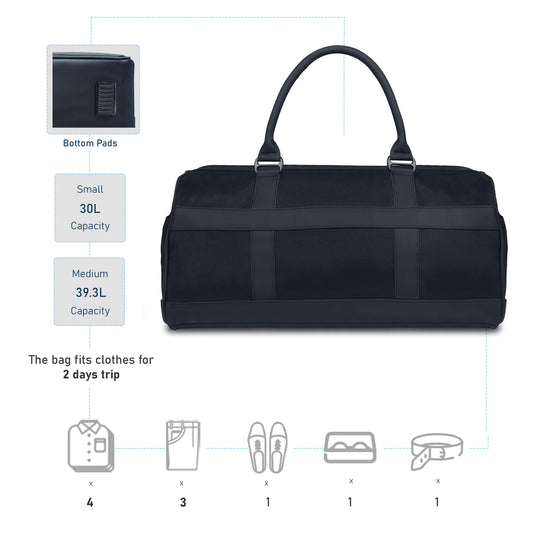 Bottom Pads
Small
30L
Capacity
Medium
39.3L
Capacity
The bag fits clothes for
2 days trip
x
4
x
3
x
1
x
1
x
1